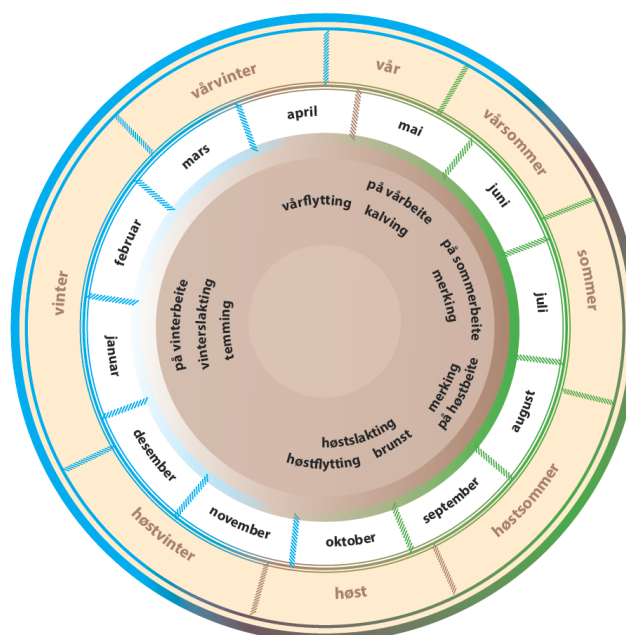 vår
vårsommer
sommer
høstsommer
høst
høstvinter
vinter
vårvinter
april
mai
juni
juli
august
september
oktober
november
desember
januar
februar
mars
vårflytting
på vårbeite
kalving
på sommerbeite
merking
merking
på høstbeite
høstslakting
brunst
høstflytting
på vinterbeite
vinterslakting
temming